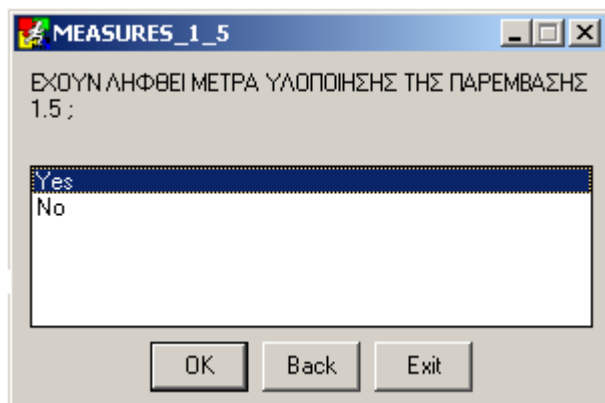 MEASURES_1_5
ΕΧΟΥΝ ΛΗΦΘΕΙ ΜΕΤΡΑ ΥΛΟΠΟΙΗΣΗΣ ΤΗΣ ΠΑΡΕΜΒΑΣΗΣ
1.5 ;
Yes
No
OK Back Exit